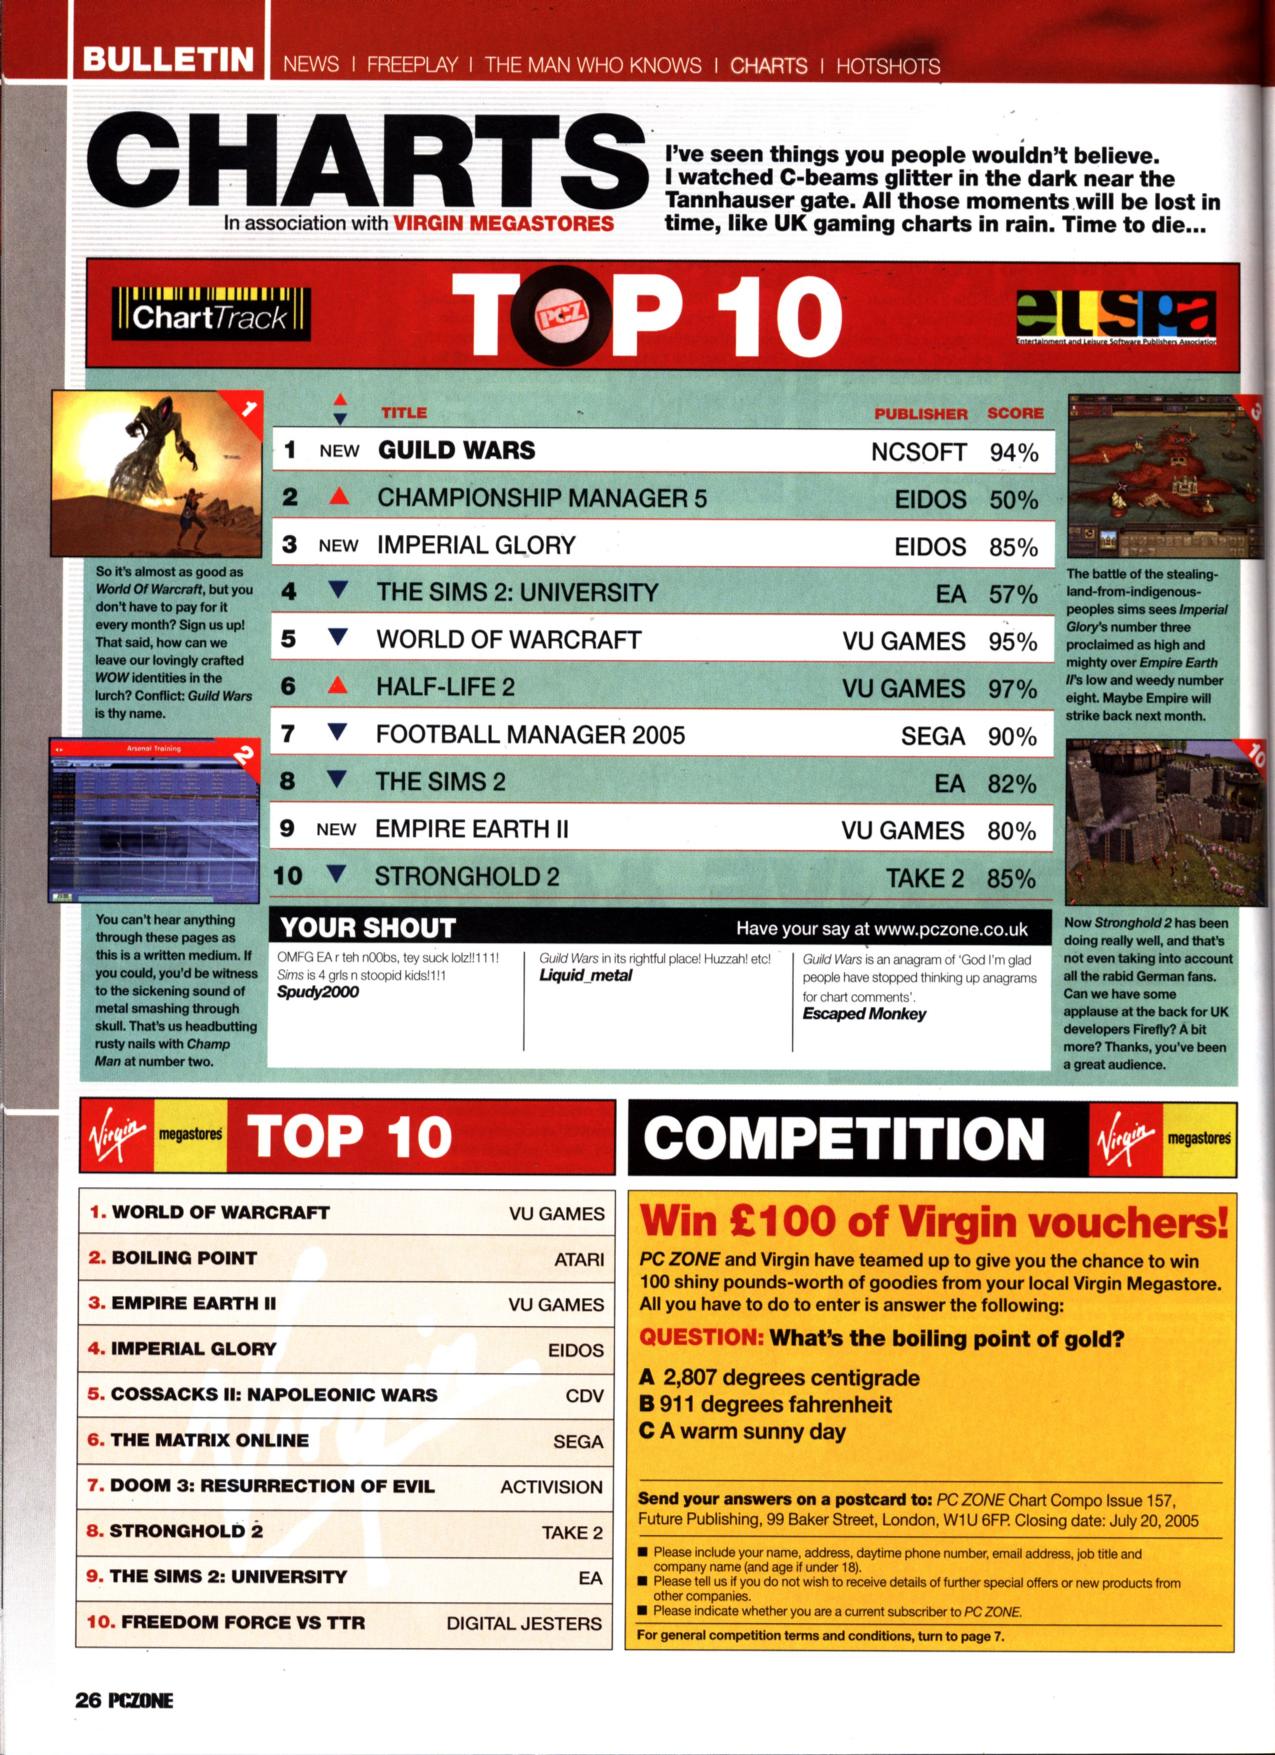 BULLETIN
NEWS | FREEPLAY | THE MAN WHO KNOWS | CHARTS | HOTSHOTS
CHARTS
In association with VIRGIN MEGASTORES
I've seen things you people wouldn't believe.
I watched C-beams glitter in the dark near the
Tannhauser gate. All those moments will be lost in
time, like UK gaming charts in rain. Time to die...
ChartTrack
TOP 10
PCZ
elspa
Entertainment and Leisure Software Publishers Association
1
So it's almost as good as
World Of Warcraft, but you
don't have to pay for it
every month? Sign us up!
That said, how can we
leave our lovingly crafted
WOW identities in the
lurch? Conflict: Guild Wars
is thy name.
Arsenal Training
2
You can't hear anything
through these pages as
this is a written medium. If
you could, you'd be witness
to the sickening sound of
metal smashing through
skull. That's us headbutting
rusty nails with Champ
Man at number two.
▲▼ TITLE PUBLISHER SCORE
1 NEW GUILD WARS NCSOFT 94%
2 ▲ CHAMPIONSHIP MANAGER 5 EIDOS 50%
3 NEW IMPERIAL GLORY EIDOS 85%
4 ▼ THE SIMS 2: UNIVERSITY EA 57%
5 ▼ WORLD OF WARCRAFT VU GAMES 95%
6 ▲ HALF-LIFE 2 VU GAMES 97%
7 ▼ FOOTBALL MANAGER 2005 SEGA 90%
8 ▼ THE SIMS 2 EA 82%
9 NEW EMPIRE EARTH II VU GAMES 80%
10 ▼ STRONGHOLD 2 TAKE 2 85%
3
The battle of the stealing-
land-from-indigenous-
peoples sims sees Imperial
Glory's number three
proclaimed as high and
mighty over Empire Earth
II's low and weedy number
eight. Maybe Empire will
strike back next month.
10
Now Stronghold 2 has been
doing really well, and that's
not even taking into account
all the rabid German fans.
Can we have some
applause at the back for UK
developers Firefly? A bit
more? Thanks, you've been
a great audience.
YOUR SHOUT
Have your say at www.pczone.co.uk
OMFG EA r teh n00bs, tey suck lolz!!111!
Sims is 4 grls n stoopid kids!1!1
Spudy2000
Guild Wars in its rightful place! Huzzah! etc!
Liquid_metal
Guild Wars is an anagram of 'God I'm glad
people have stopped thinking up anagrams
for chart comments'.
Escaped Monkey
Virgin megastores TOP 10
1. WORLD OF WARCRAFT VU GAMES
2. BOILING POINT ATARI
3. EMPIRE EARTH II VU GAMES
4. IMPERIAL GLORY EIDOS
5. COSSACKS II: NAPOLEONIC WARS CDV
6. THE MATRIX ONLINE SEGA
7. DOOM 3: RESURRECTION OF EVIL ACTIVISION
8. STRONGHOLD 2 TAKE 2
9. THE SIMS 2: UNIVERSITY EA
10. FREEDOM FORCE VS TTR DIGITAL JESTERS
COMPETITION Virgin megastores
Win £100 of Virgin vouchers!
PC ZONE and Virgin have teamed up to give you the chance to win
100 shiny pounds-worth of goodies from your local Virgin Megastore.
All you have to do to enter is answer the following:
QUESTION: What's the boiling point of gold?
A 2,807 degrees centigrade
B 911 degrees fahrenheit
C A warm sunny day
Send your answers on a postcard to: PC ZONE Chart Compo Issue 157,
Future Publishing, 99 Baker Street, London, W1U 6FP. Closing date: July 20, 2005
■ Please include your name, address, daytime phone number, email address, job title and
company name (and age if under 18).
■ Please tell us if you do not wish to receive details of further special offers or new products from
other companies.
■ Please indicate whether you are a current subscriber to PC ZONE.
For general competition terms and conditions, turn to page 7.
26 PCZONE